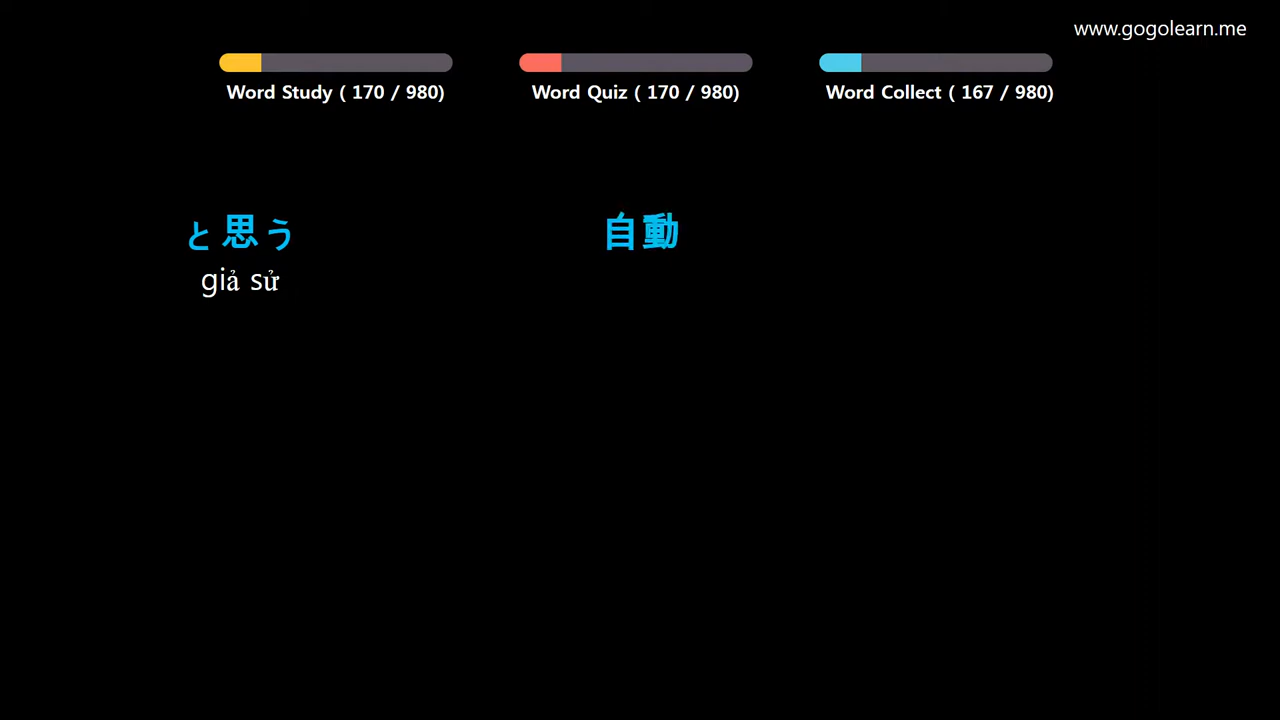 www.gogolearn.me
Word Study ( 170 / 980)
Word Quiz ( 170 / 980)
Word Collect ( 167 / 980)
と思う
giả sử
自動